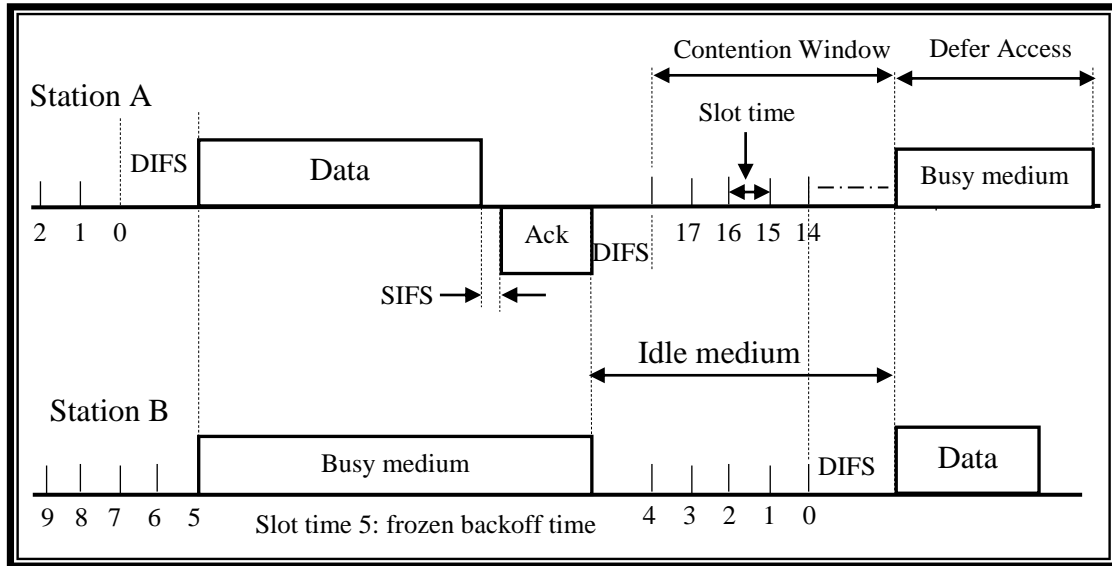 Contention Window Defer Access
Station A
Slot time
DIFS Data Busy medium
2 1 0 Ack DIFS 17 16 15 14
SIFS
Idle medium
Station B
Busy medium DIFS Data
9 8 7 6 5 Slot time 5: frozen backoff time 4 3 2 1 0